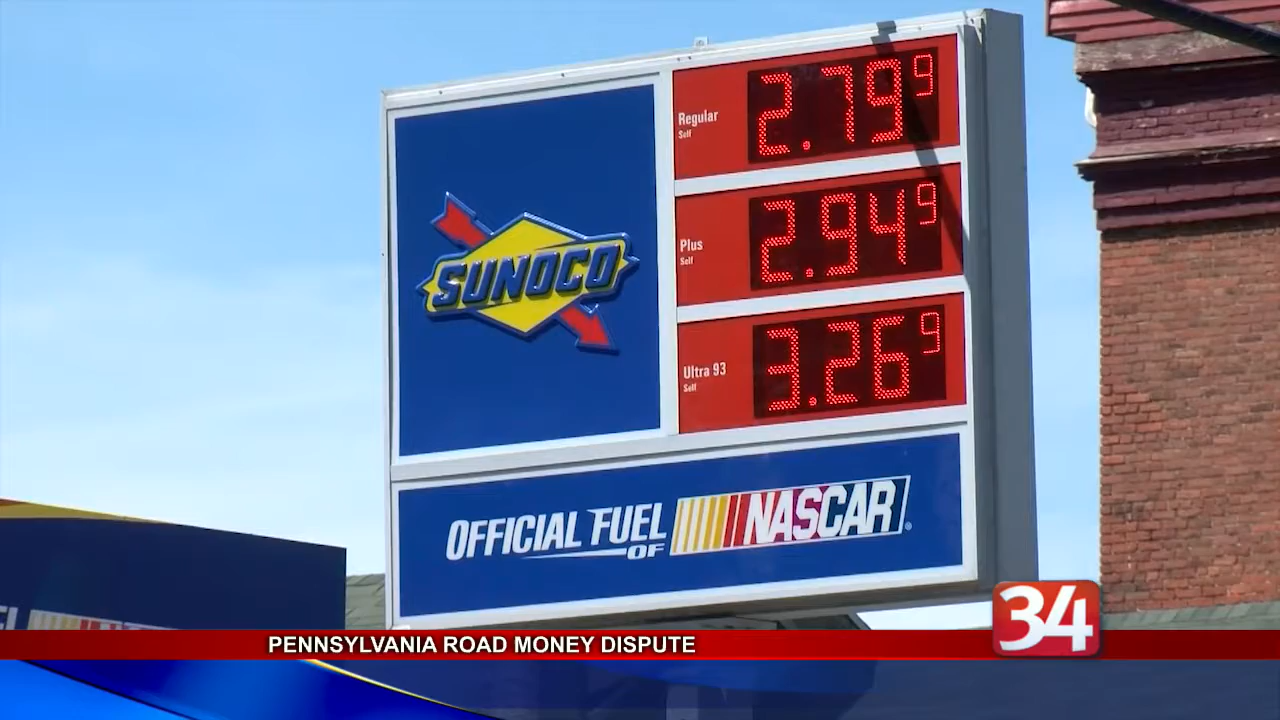 Regular
Self
2.79 9
Plus
Self
2.94 9
Ultra 93
Self
3.26 9
SUNOCO
OFFICIAL FUEL
OF
NASCAR
34
PENNSYLVANIA ROAD MONEY DISPUTE